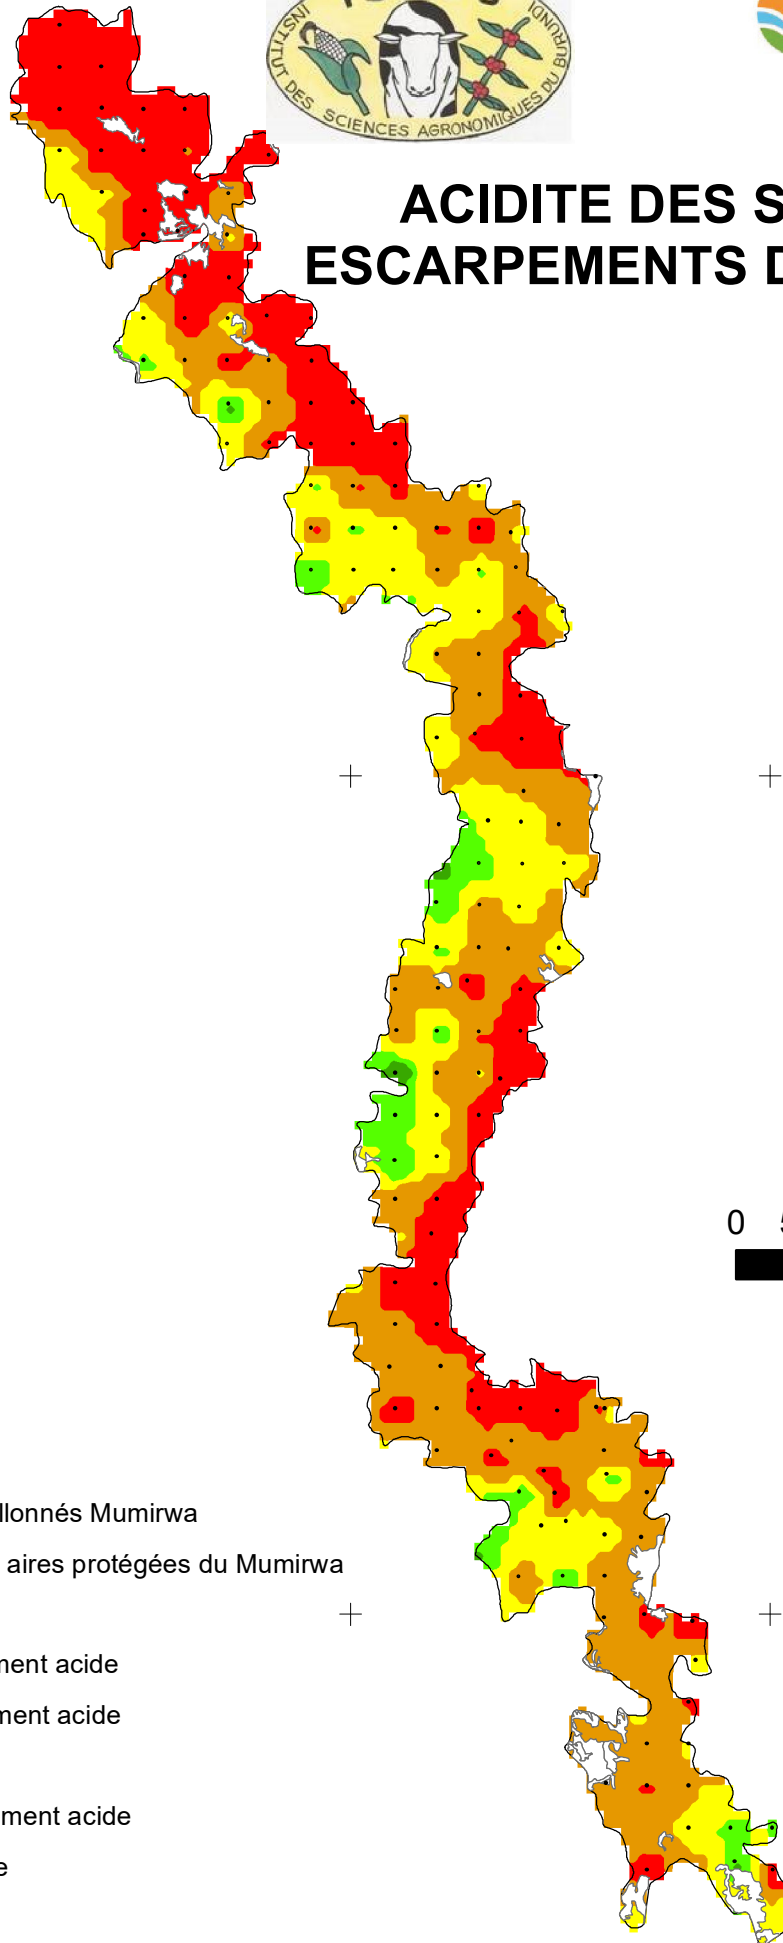 INSTITUT DES SCIENCES AGRONOMIQUES DU BURUNDI
ACIDITE DES S
ESCARPEMENTS D
0 5
llonnés Mumirwa
aires protégées du Mumirwa
ment acide
ment acide
ment acide
e